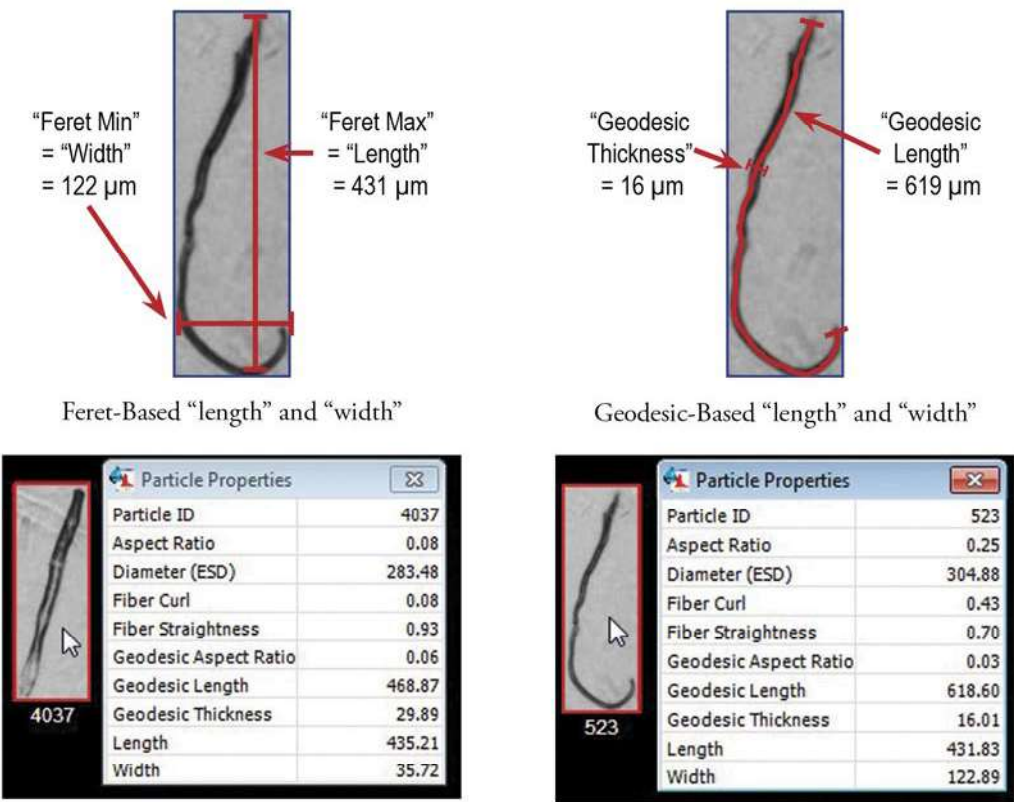 “Feret Min”
= “Width”
= 122 µm
“Feret Max”
= “Length”
= 431 µm
“Geodesic
Thickness”
= 16 µm
“Geodesic
Length”
= 619 µm
Feret-Based “length” and “width”
Geodesic-Based “length” and “width”
4037
Particle Properties
Particle ID 4037
Aspect Ratio 0.08
Diameter (ESD) 283.48
Fiber Curl 0.08
Fiber Straightness 0.93
Geodesic Aspect Ratio 0.06
Geodesic Length 468.87
Geodesic Thickness 29.89
Length 435.21
Width 35.72
523
Particle Properties
Particle ID 523
Aspect Ratio 0.25
Diameter (ESD) 304.88
Fiber Curl 0.43
Fiber Straightness 0.70
Geodesic Aspect Ratio 0.03
Geodesic Length 618.60
Geodesic Thickness 16.01
Length 431.83
Width 122.89